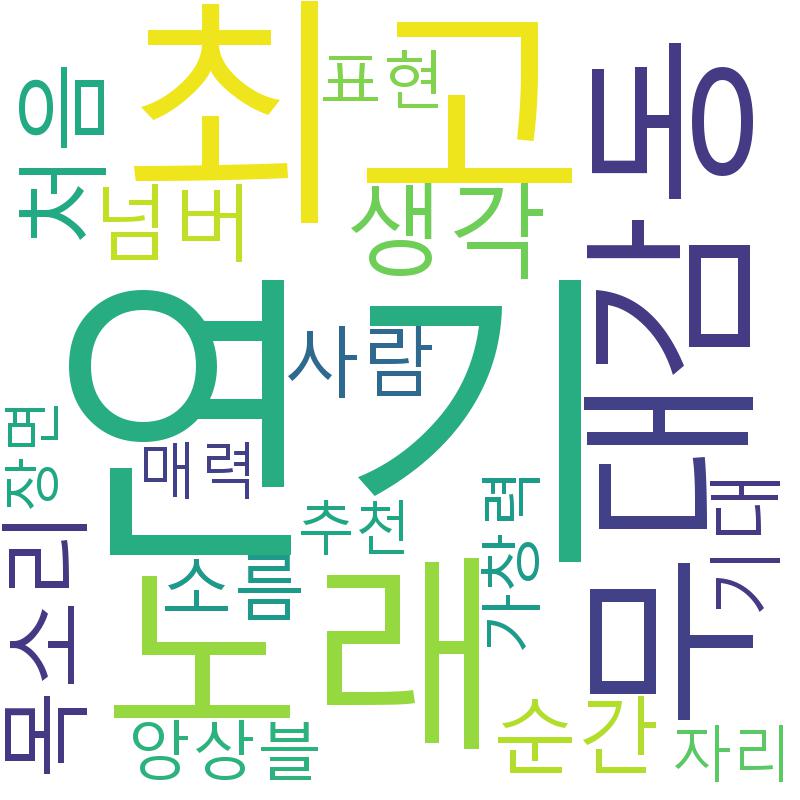 최고
표현
처음
넘버
생각
감동
연기
사람
무대
장면
매력
추천
가창력
기대
목소리
소름
노래
앙상블
순간
자리